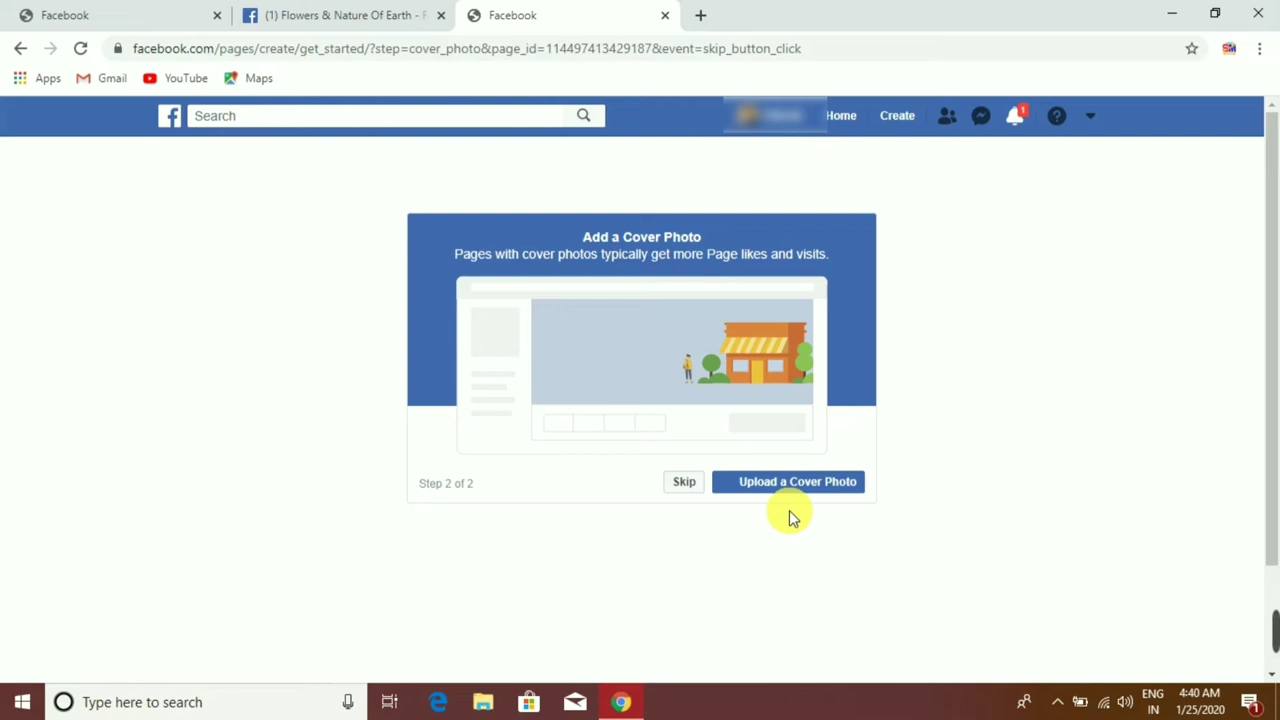 Facebook
(1) Flowers & Nature Of Earth - F
Facebook
facebook.com/pages/create/get_started/?step=cover_photo&page_id=114497413429187&event=skip_button_click
Apps Gmail YouTube Maps
Search
Home Create 1
Add a Cover Photo
Pages with cover photos typically get more Page likes and visits.
Step 2 of 2 Skip Upload a Cover Photo
Type here to search
ENG
IN
4:40 AM
1/25/2020
1